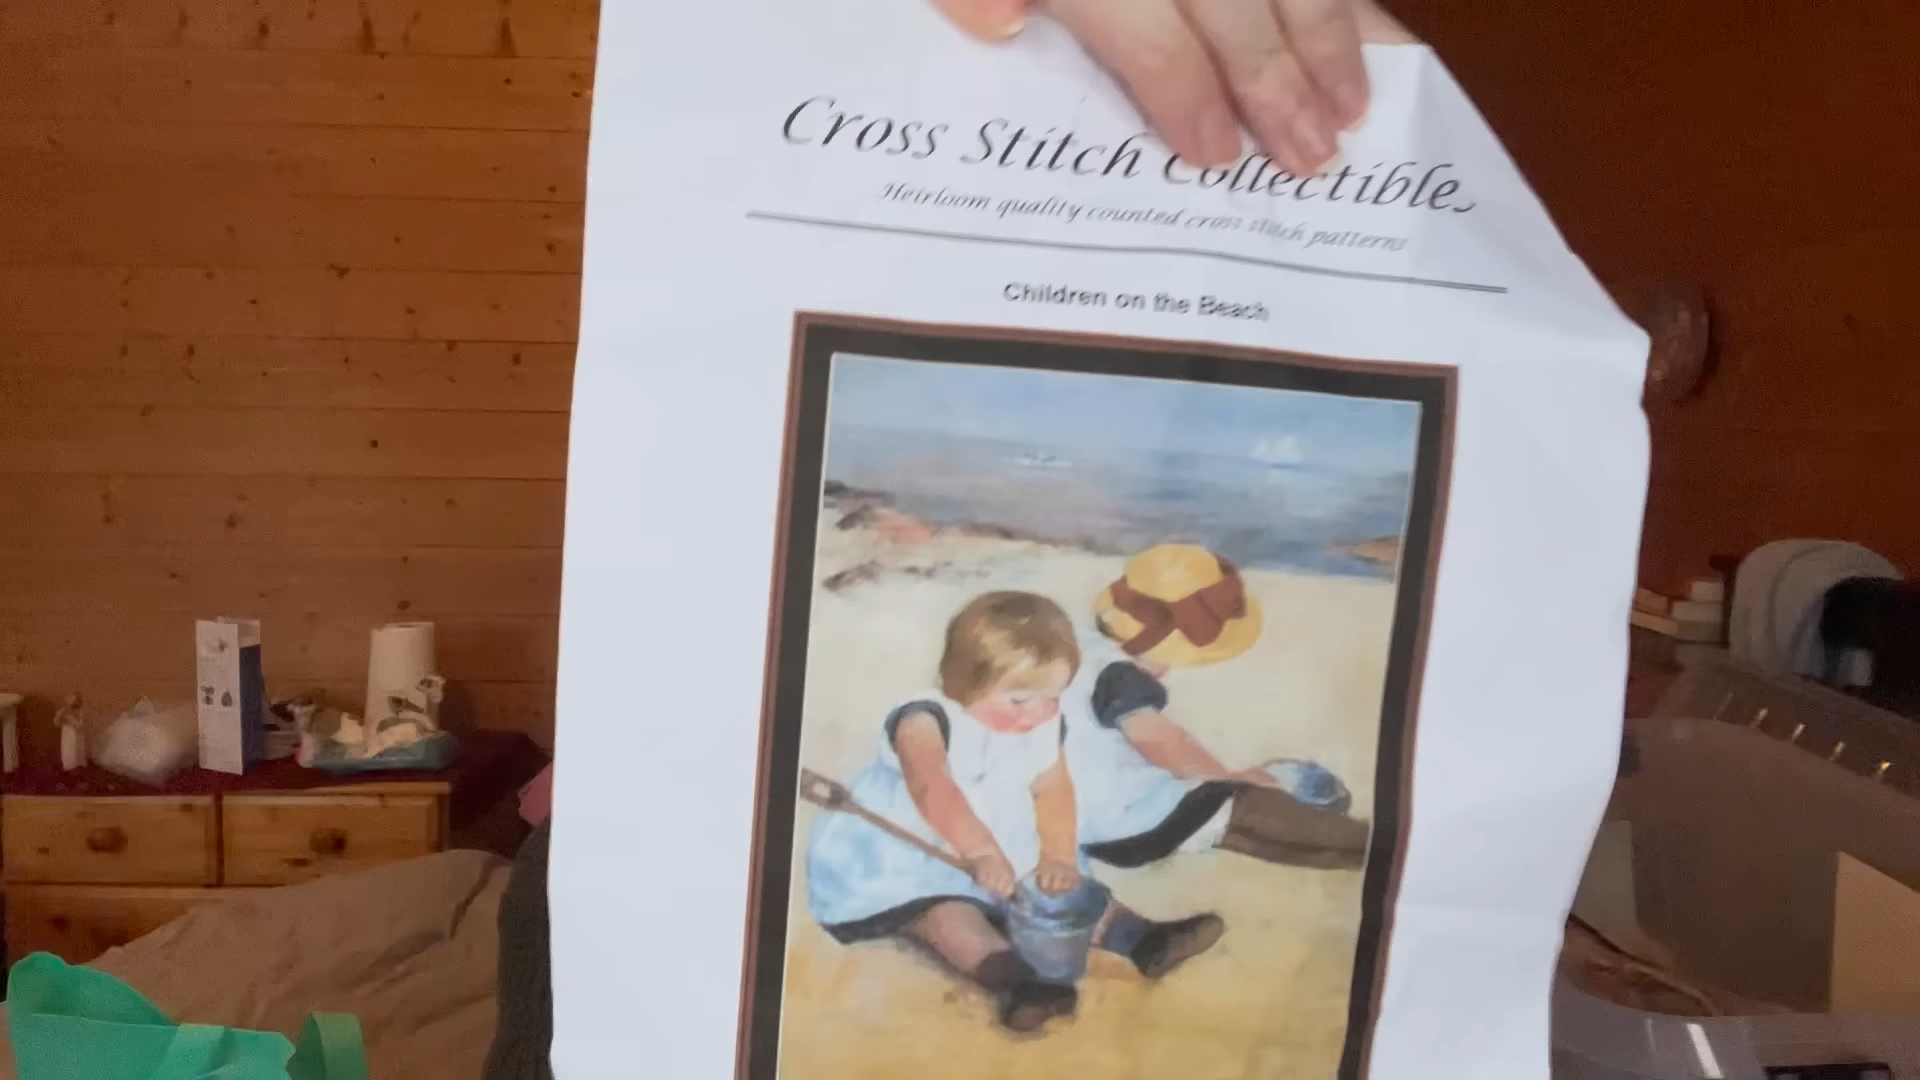 Cross Stitch Collectibles
Heirloom quality counted cross stitch patterns
Children on the Beach